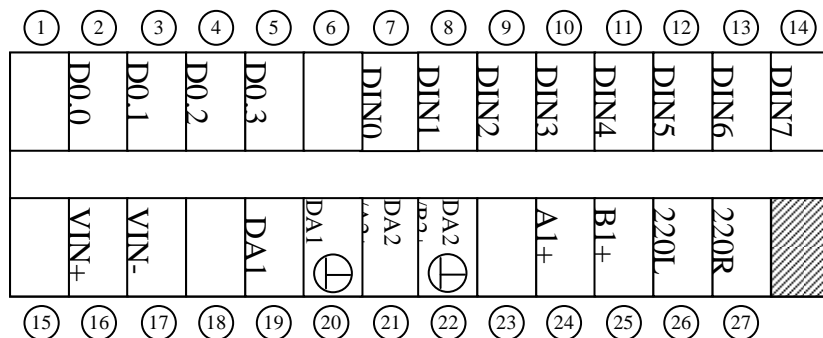 1 2 3 4 5 6 7 8 9 10 11 12 13 14
D0.0 D0.1 D0.2 D0.3 DIN0 DIN1 DIN2 DIN3 DIN4 DIN5 DIN6 DIN7
VIN+ VIN- DA1 DA1 DA2 DA2 A1+ B1+ 220L 220R
15 16 17 18 19 20 21 22 23 24 25 26 27